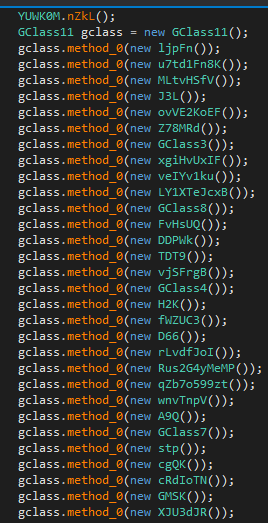 YUWK0M.nZkL();
GClass11 gclass = new GClass11();
gclass.method_0(new ljpFn());
gclass.method_0(new u7td1Fn8K());
gclass.method_0(new MLtvHSfV());
gclass.method_0(new J3L());
gclass.method_0(new ovVE2KoEF());
gclass.method_0(new Z78MRd());
gclass.method_0(new GClass3());
gclass.method_0(new xgiHvUxIF());
gclass.method_0(new veIYv1ku());
gclass.method_0(new LY1XTeJcxB());
gclass.method_0(new GClass8());
gclass.method_0(new FvHsUQ());
gclass.method_0(new DDPWk());
gclass.method_0(new TDT9());
gclass.method_0(new vjSFrgB());
gclass.method_0(new GClass4());
gclass.method_0(new H2K());
gclass.method_0(new fWZUC3());
gclass.method_0(new D66());
gclass.method_0(new rLvdfJoI());
gclass.method_0(new Rus2G4yMeMP());
gclass.method_0(new qZb7o599zt());
gclass.method_0(new wnvTnpV());
gclass.method_0(new A9Q());
gclass.method_0(new GClass7());
gclass.method_0(new stp());
gclass.method_0(new cgQK());
gclass.method_0(new cRdIoTN());
gclass.method_0(new GMSK());
gclass.method_0(new XJU3dJR());